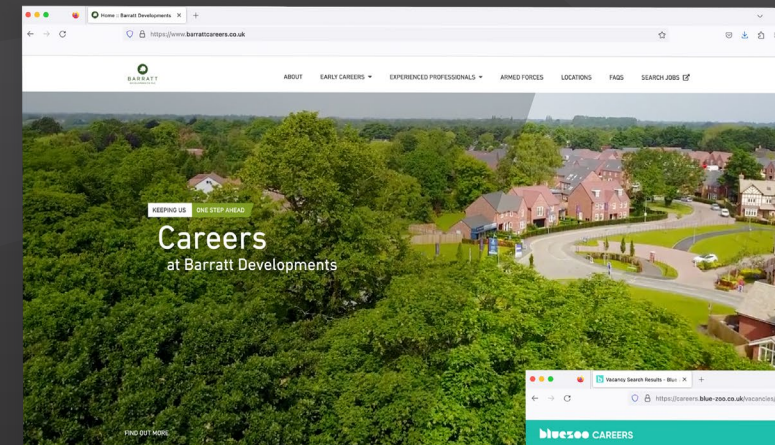 Home :: Barratt Developments
https://www.barrattcareers.co.uk
BARRATT
ABOUT EARLY CAREERS EXPERIENCED PROFESSIONALS ARMED FORCES LOCATIONS FAQS SEARCH JOBS
KEEPING US ONE STEP AHEAD
Careers
at Barratt Developments
FIND OUT MORE
Vacancy Search Results - Blue
https://careers.blue-zoo.co.uk/vacancies/
bluezoo CAREERS